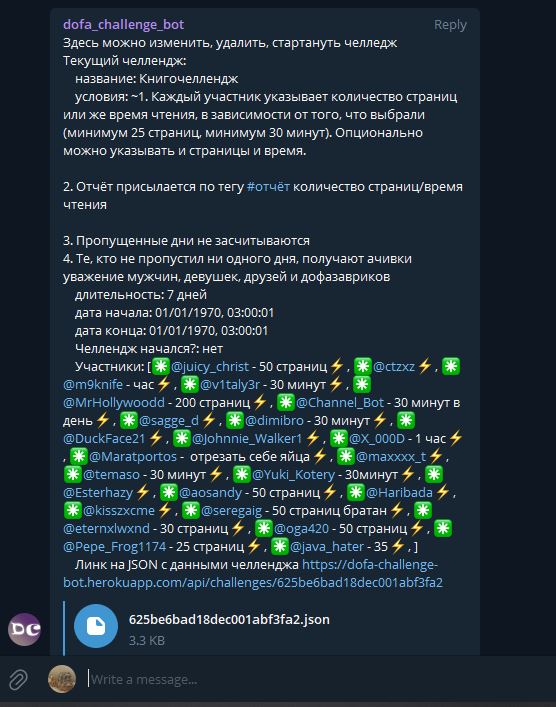 dofa_challenge_bot Reply
Здесь можно изменить, удалить, стартануть челледж
Текущий челлендж:
название: Книгочеллендж
условия: ~1. Каждый участник указывает количество страниц
или же время чтения, в зависимости от того, что выбрали
(минимум 25 страниц, минимум 30 минут). Опционально
можно указывать и страницы и время.
2. Отчёт присылается по тегу #отчёт количество страниц/время
чтения
3. Пропущенные дни не засчитываются
4. Те, кто не пропустил ни одного дня, получают ачивки
уважение мужчин, девушек, друзей и дофазавриков
длительность: 7 дней
дата начала: 01/01/1970, 03:00:01
дата конца: 01/01/1970, 03:00:01
Челлендж начался?: нет
Участники: [✳️@juicy_christ - 50 страниц⚡, ✳️@ctzxz⚡, ✳️
@m9knife - час⚡, ✳️@v1taly3r - 30 минут⚡, ✳️
@MrHollywoodd - 200 страниц⚡, ✳️@Channel_Bot - 30 минут в
день⚡, ✳️@sagge_d⚡, ✳️@dimibro - 30 минут⚡, ✳️
@DuckFace21⚡, ✳️@Johnnie_Walker1⚡, ✳️@X_000D - 1 час⚡
, ✳️@Maratportos - отрезать себе яйца⚡, ✳️@maxxxx_t⚡,
✳️@temaso - 30 минут⚡, ✳️@Yuki_Kotery - 30минут⚡, ✳️
@Esterhazy⚡, ✳️@aosandy - 50 страниц⚡, ✳️@Haribada⚡,
✳️@kisszxcme⚡, ✳️@seregaig - 50 страниц братан⚡, ✳️
@eternxlwxnd - 30 страниц⚡, ✳️@oga420 - 50 страниц⚡, ✳️
@Pepe_Frog1174 - 25 страниц⚡, ✳️@java_hater - 35⚡, ]
Линк на JSON с данными челленджа https://dofa-challenge-
bot.herokuapp.com/api/challenges/625be6bad18dec001abf3fa2
625be6bad18dec001abf3fa2.json
3.3 KB
DC
Write a message...